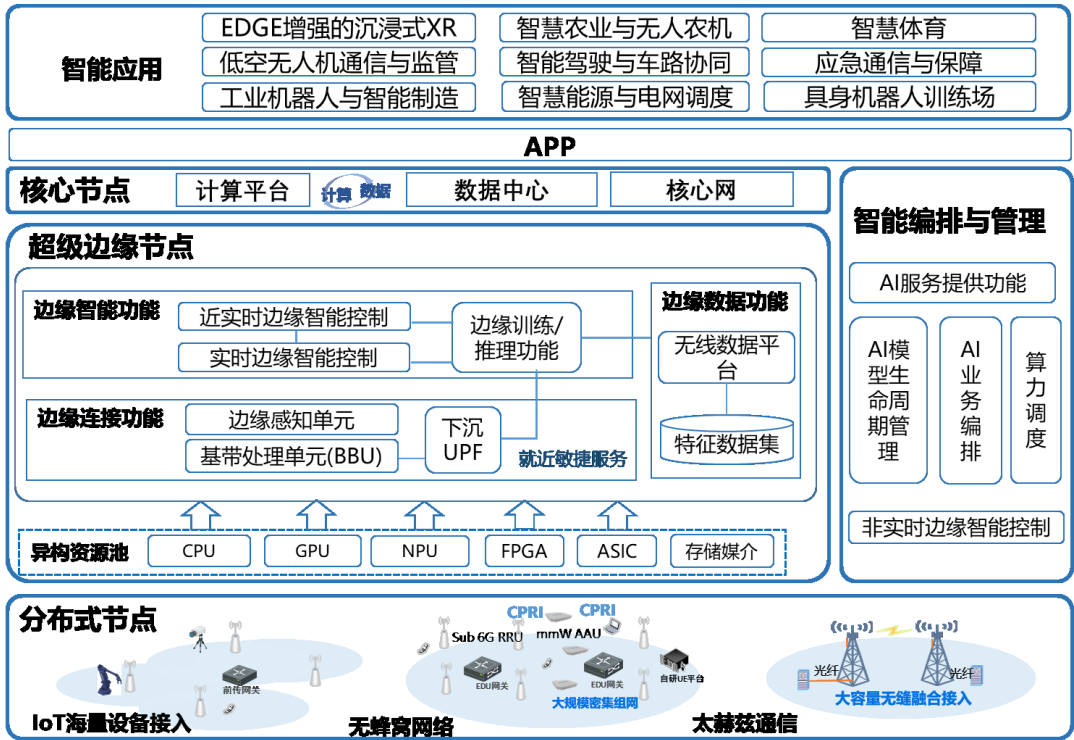 智能应用
EDGE增强的沉浸式XR
智慧农业与无人农机
智慧体育
低空无人机通信与监管
智能驾驶与车路协同
应急通信与保障
工业机器人与智能制造
智慧能源与电网调度
具身机器人训练场
APP
核心节点
计算平台
计算
数据
数据中心
核心网
超级边缘节点
边缘智能功能
近实时边缘智能控制
实时边缘智能控制
边缘训练/
推理功能
边缘数据功能
无线数据平
台
特征数据集
边缘连接功能
边缘感知单元
基带处理单元(BBU)
下沉
UPF
就近敏捷服务
异构资源池
CPU
GPU
NPU
FPGA
ASIC
存储媒介
智能编排与管理
AI服务提供功能
AI模
型生
命周
期管
理
AI
业
务
编
排
算
力
调
度
非实时边缘智能控制
分布式节点
前传网关
IoT海量设备接入
CPRI
CPRI
Sub 6G RRU
mmW AAU
EDU网关
EDU网关
自研UE平台
大规模密集组网
无蜂窝网络
光纤
光纤
大容量无缝融合接入
太赫兹通信